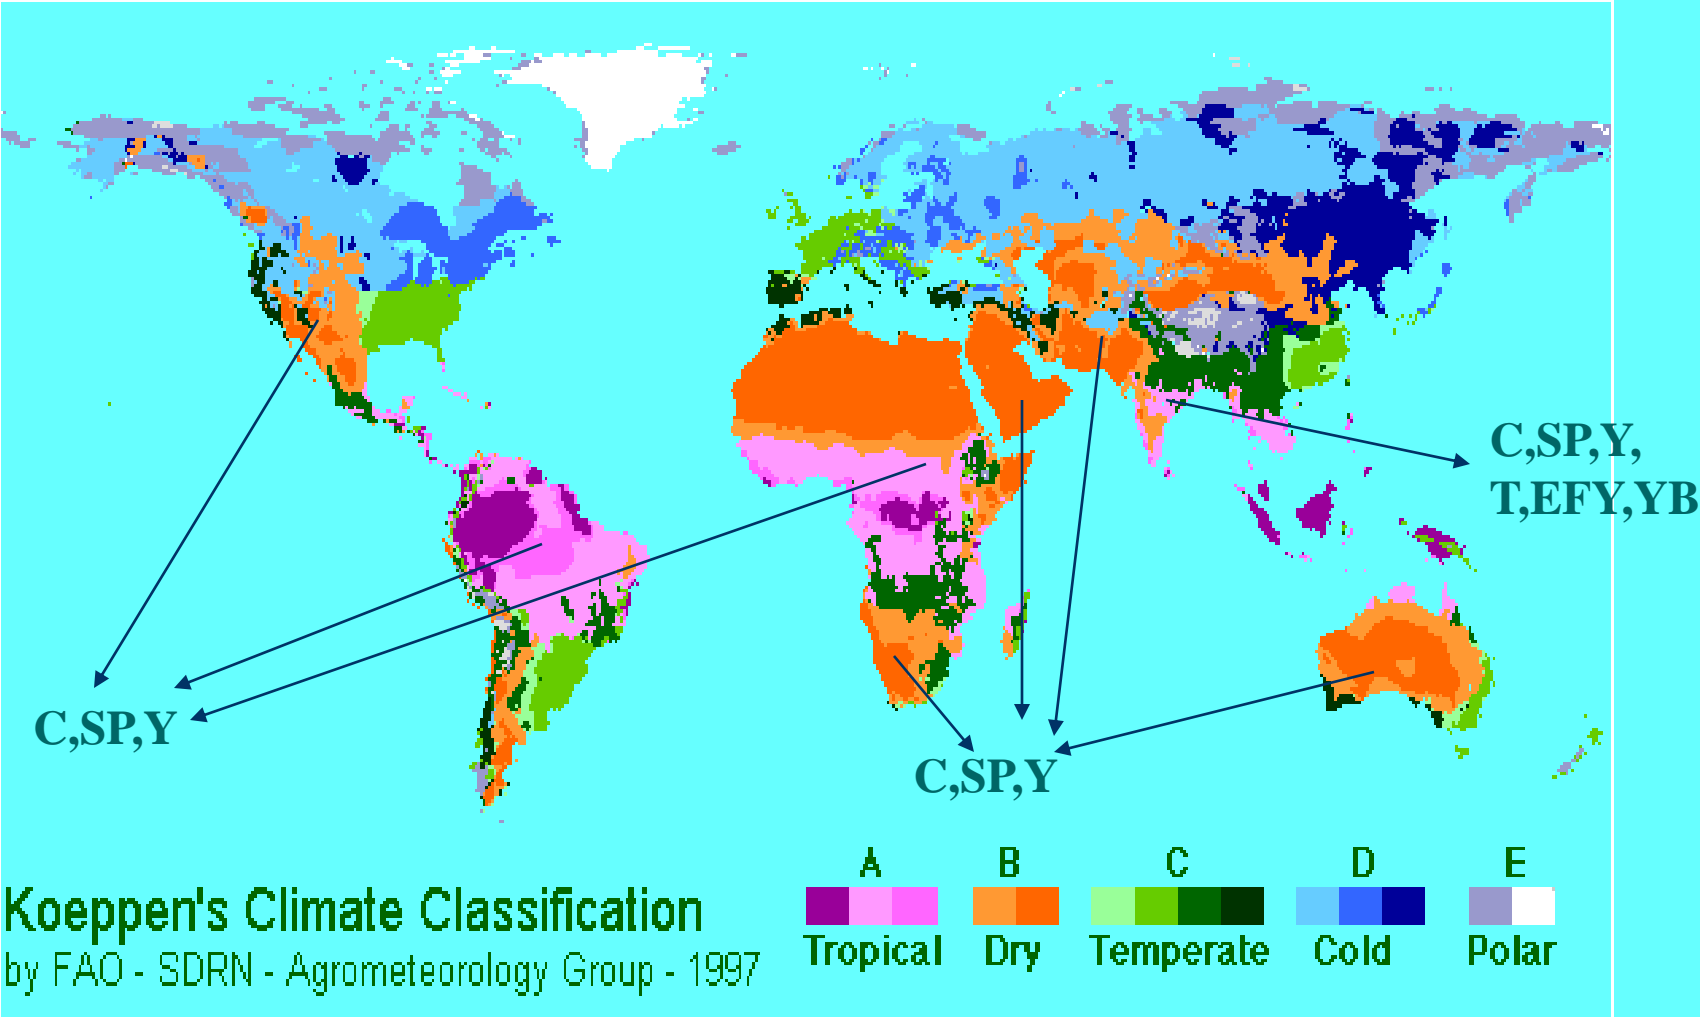 C,SP,Y,
T,EFY,YB
C,SP,Y
C,SP,Y
A B C D E
Tropical Dry Temperate Cold Polar
Koeppen's Climate Classification
by FAO - SDRN - Agrometeorology Group - 1997